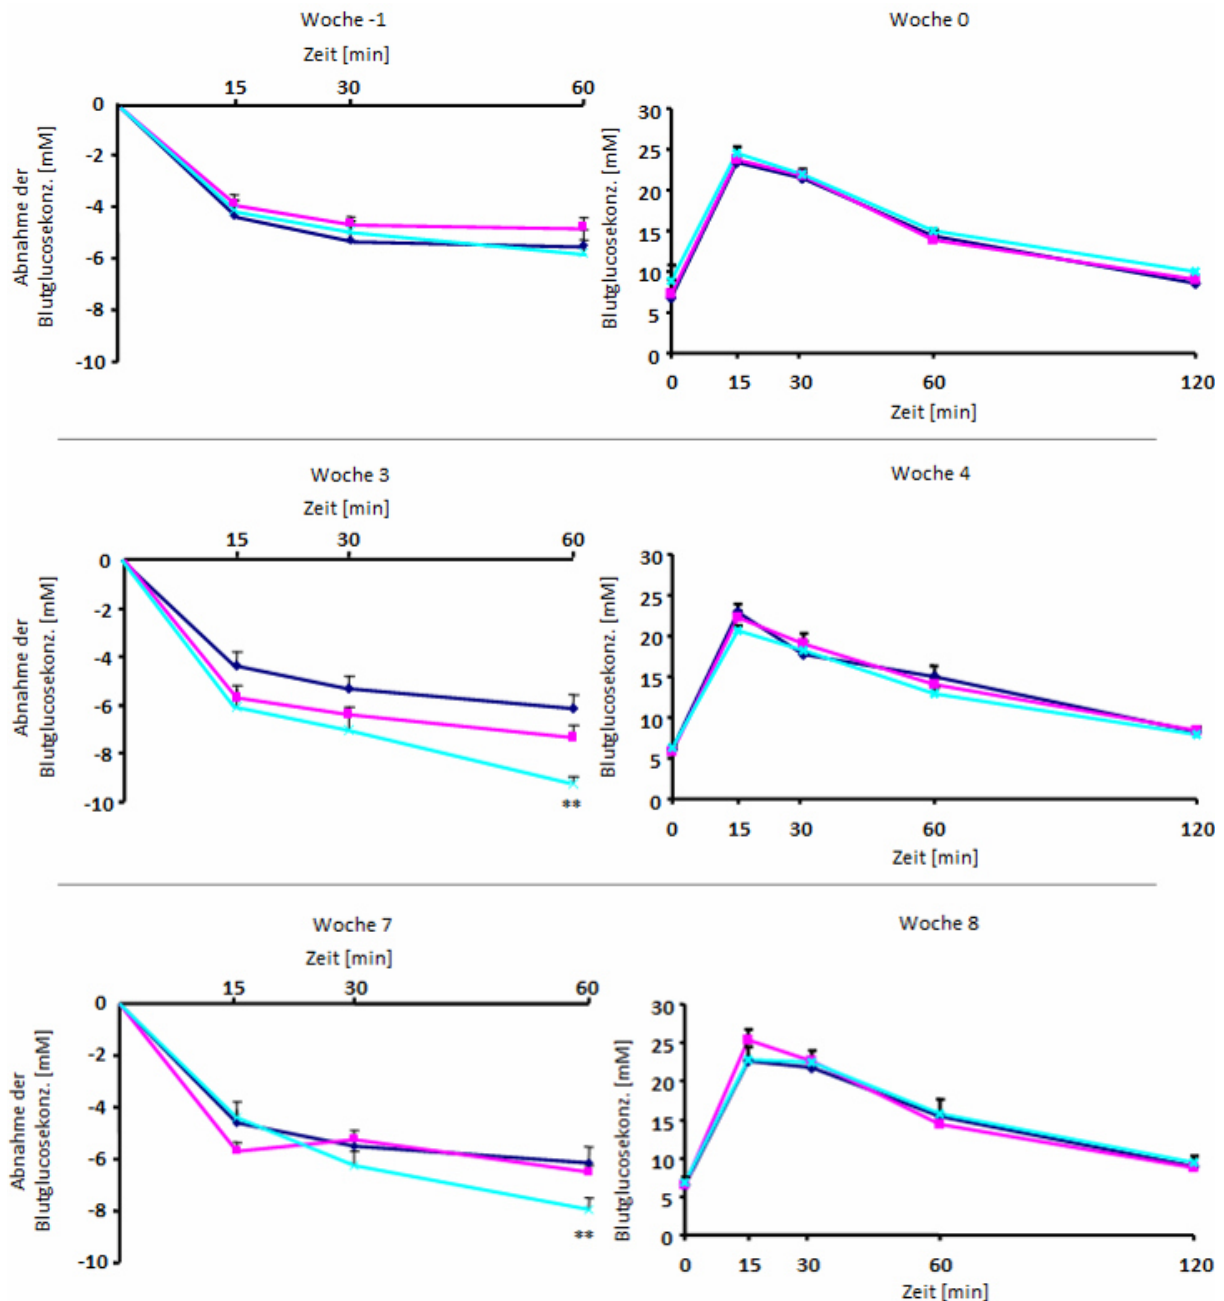 Woche -1
Zeit [min]
15 30 60
0
-2
-4
-6
-8
-10
Abnahme der
Blutglucosekonz. [mM]
Woche 0
30
25
20
15
10
5
0
Blutglucosekonz. [mM]
0 15 30 60 120
Zeit [min]
Woche 3
Zeit [min]
15 30 60
0
-2
-4
-6
-8
-10
Abnahme der
Blutglucosekonz. [mM]
**
Woche 4
30
25
20
15
10
5
0
Blutglucosekonz. [mM]
0 15 30 60 120
Zeit [min]
Woche 7
Zeit [min]
15 30 60
0
-2
-4
-6
-8
-10
Abnahme der
Blutglucosekonz. [mM]
**
Woche 8
30
25
20
15
10
5
0
Blutglucosekonz. [mM]
0 15 30 60 120
Zeit [min]